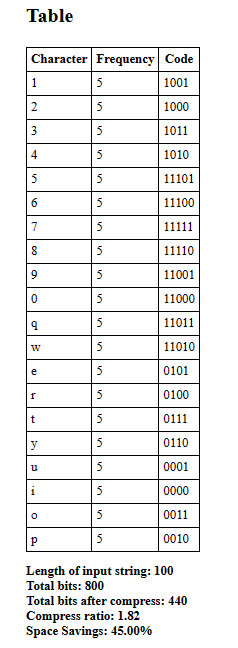 Table
Character Frequency Code
1 5 1001
2 5 1000
3 5 1011
4 5 1010
5 5 11101
6 5 11100
7 5 11111
8 5 11110
9 5 11001
0 5 11000
q 5 11011
w 5 11010
e 5 0101
r 5 0100
t 5 0111
y 5 0110
u 5 0001
i 5 0000
o 5 0011
p 5 0010
Length of input string: 100
Total bits: 800
Total bits after compress: 440
Compress ratio: 1.82
Space Savings: 45.00%